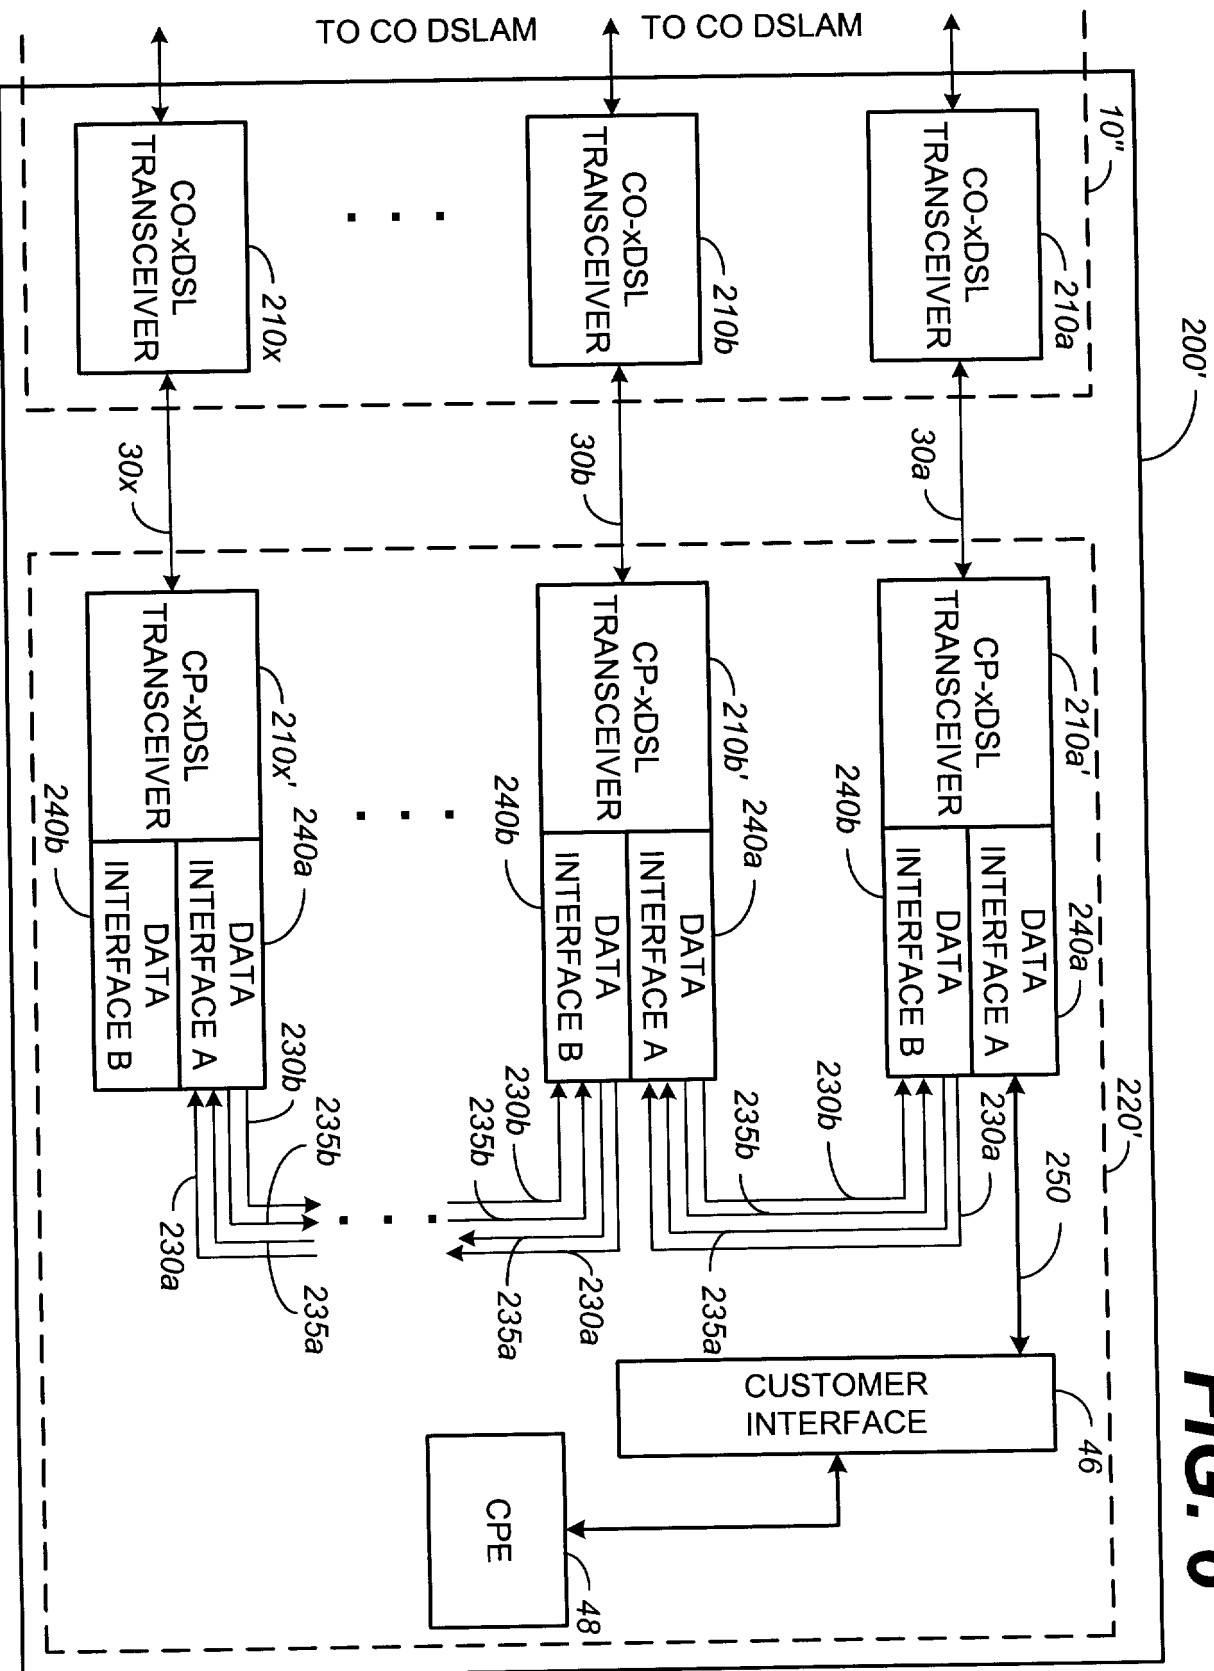 FIG.
200'
10"
220'
TO CO DSLAM
TO CO DSLAM
CO-xDSL
TRANSCEIVER
210a
30a
CP-xDSL
TRANSCEIVER
210a'
DATA
INTERFACE A
240a
DATA
INTERFACE B
240b
250
230a
230b
235b
235a
CUSTOMER
INTERFACE
46
CPE
48
CO-xDSL
TRANSCEIVER
210b
30b
CP-xDSL
TRANSCEIVER
210b'
DATA
INTERFACE A
240a
DATA
INTERFACE B
240b
230b
235b
230a
235a
CO-xDSL
TRANSCEIVER
210x
30x
CP-xDSL
TRANSCEIVER
210x'
DATA
INTERFACE A
240a
DATA
INTERFACE B
240b
230b
235b
230a
235a